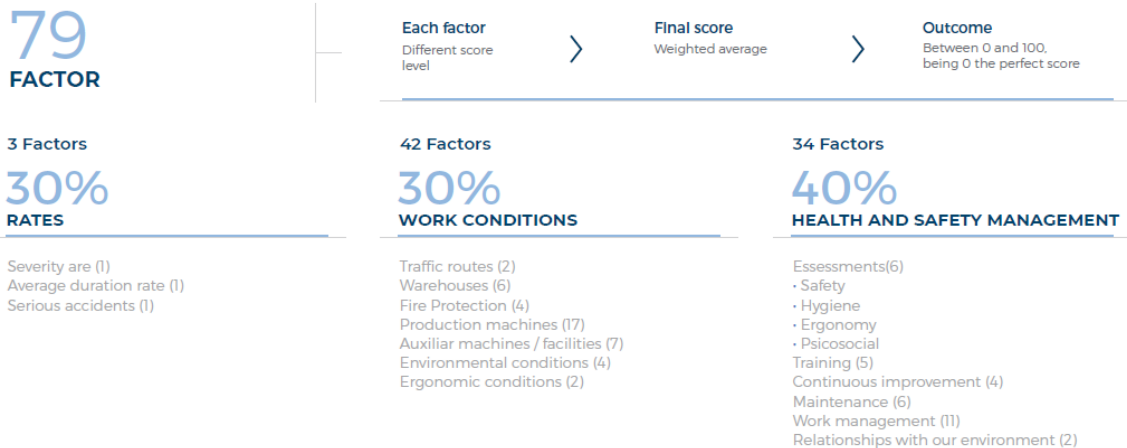 79
FACTOR
Each factor
Different score
level
Final score
Weighted average
Outcome
Between 0 and 100,
being 0 the perfect score
3 Factors
30%
RATES
Severity are (1)
Average duration rate (1)
Serious accidents (1)
42 Factors
30%
WORK CONDITIONS
Traffic routes (2)
Warehouses (6)
Fire Protection (4)
Production machines (17)
Auxiliar machines / facilities (7)
Environmental conditions (4)
Ergonomic conditions (2)
34 Factors
40%
HEALTH AND SAFETY MANAGEMENT
Essessments(6)
· Safety
· Hygiene
· Ergonomy
· Psicosocial
Training (5)
Continuous improvement (4)
Maintenance (6)
Work management (11)
Relationships with our environment (2)